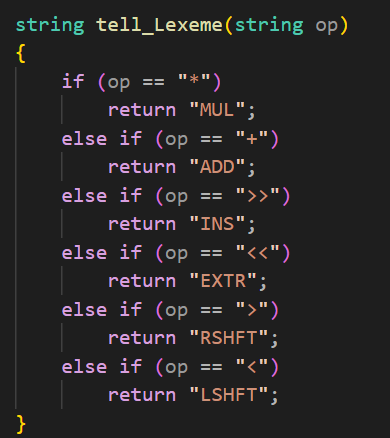 string tell_Lexeme(string op)
{
    if (op == "*")
        return "MUL";
    else if (op == "+")
        return "ADD";
    else if (op == ">>")
        return "INS";
    else if (op == "<<")
        return "EXTR";
    else if (op == ">")
        return "RSHFT";
    else if (op == "<")
        return "LSHFT";
}